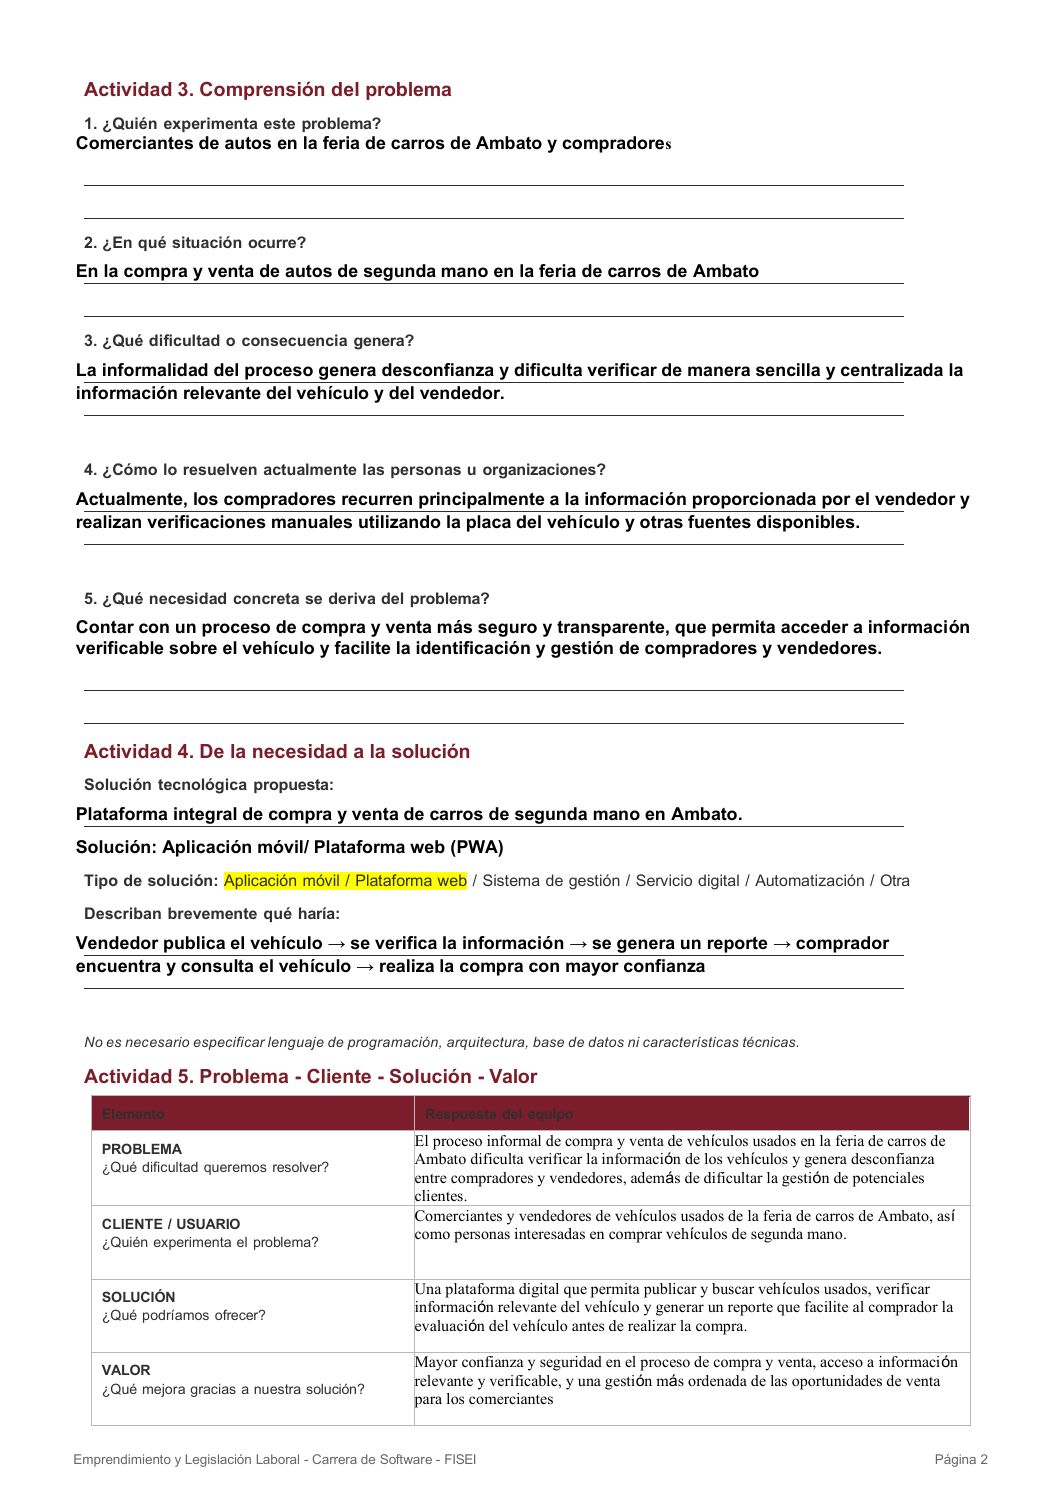 Actividad 3. Comprensión del problema
1. ¿Quién experimenta este problema?
Comerciantes de autos en la feria de carros de Ambato y compradores
2. ¿En qué situación ocurre?
En la compra y venta de autos de segunda mano en la feria de carros de Ambato
3. ¿Qué dificultad o consecuencia genera?
La informalidad del proceso genera desconfianza y dificulta verificar de manera sencilla y centralizada la
información relevante del vehículo y del vendedor.
4. ¿Cómo lo resuelven actualmente las personas u organizaciones?
Actualmente, los compradores recurren principalmente a la información proporcionada por el vendedor y
realizan verificaciones manuales utilizando la placa del vehículo y otras fuentes disponibles.
5. ¿Qué necesidad concreta se deriva del problema?
Contar con un proceso de compra y venta más seguro y transparente, que permita acceder a información
verificable sobre el vehículo y facilite la identificación y gestión de compradores y vendedores.
Actividad 4. De la necesidad a la solución
Solución tecnológica propuesta:
Plataforma integral de compra y venta de carros de segunda mano en Ambato.
Solución: Aplicación móvil/ Plataforma web (PWA)
Tipo de solución: Aplicación móvil / Plataforma web / Sistema de gestión / Servicio digital / Automatización / Otra
Describan brevemente qué haría:
Vendedor publica el vehículo → se verifica la información → se genera un reporte → comprador
encuentra y consulta el vehículo → realiza la compra con mayor confianza
No es necesario especificar lenguaje de programación, arquitectura, base de datos ni características técnicas.
Actividad 5. Problema - Cliente - Solución - Valor
Elemento Respuesta del equipo
PROBLEMA
¿Qué dificultad queremos resolver?
El proceso informal de compra y venta de vehículos usados en la feria de carros de
Ambato dificulta verificar la información de los vehículos y genera desconfianza
entre compradores y vendedores, además de dificultar la gestión de potenciales
clientes.
CLIENTE / USUARIO
¿Quién experimenta el problema?
Comerciantes y vendedores de vehículos usados de la feria de carros de Ambato, así
como personas interesadas en comprar vehículos de segunda mano.
SOLUCIÓN
¿Qué podríamos ofrecer?
Una plataforma digital que permita publicar y buscar vehículos usados, verificar
información relevante del vehículo y generar un reporte que facilite al comprador la
evaluación del vehículo antes de realizar la compra.
VALOR
¿Qué mejora gracias a nuestra solución?
Mayor confianza y seguridad en el proceso de compra y venta, acceso a información
relevante y verificable, y una gestión más ordenada de las oportunidades de venta
para los comerciantes
Emprendimiento y Legislación Laboral - Carrera de Software - FISEI
Página 2